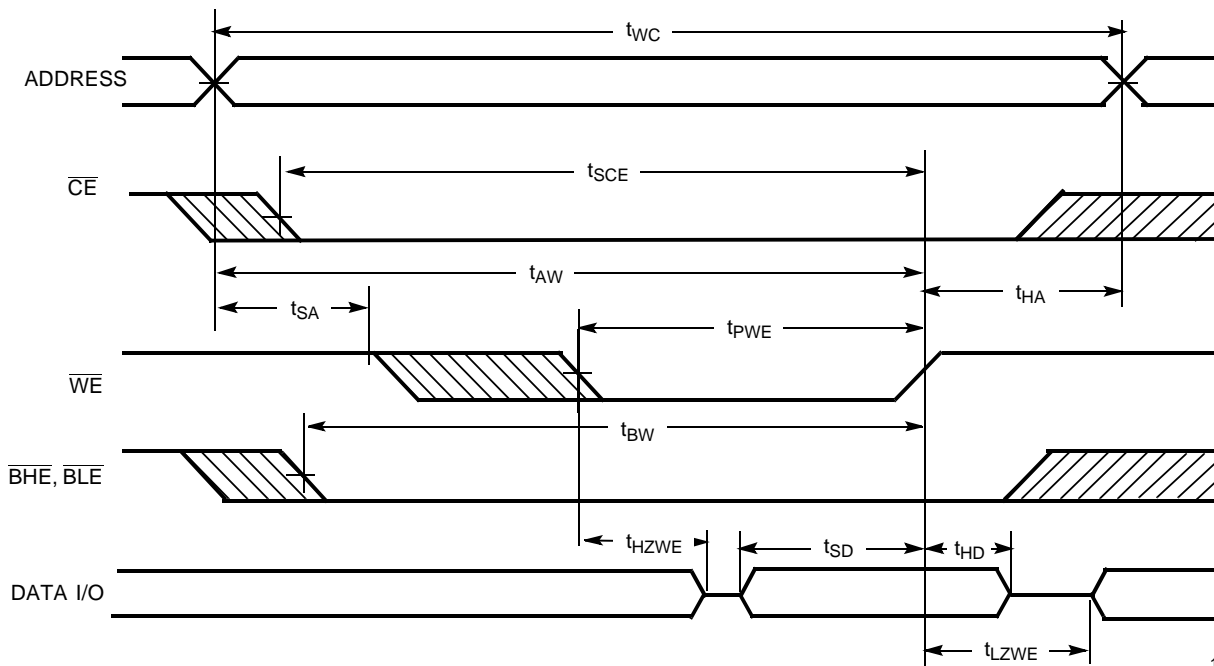 tWC
ADDRESS
tSCE
CE
tAW
tSA
tHA
tPWE
WE
tBW
BHE, BLE
tHZWE
tSD
tHD
DATA I/O
tLZWE